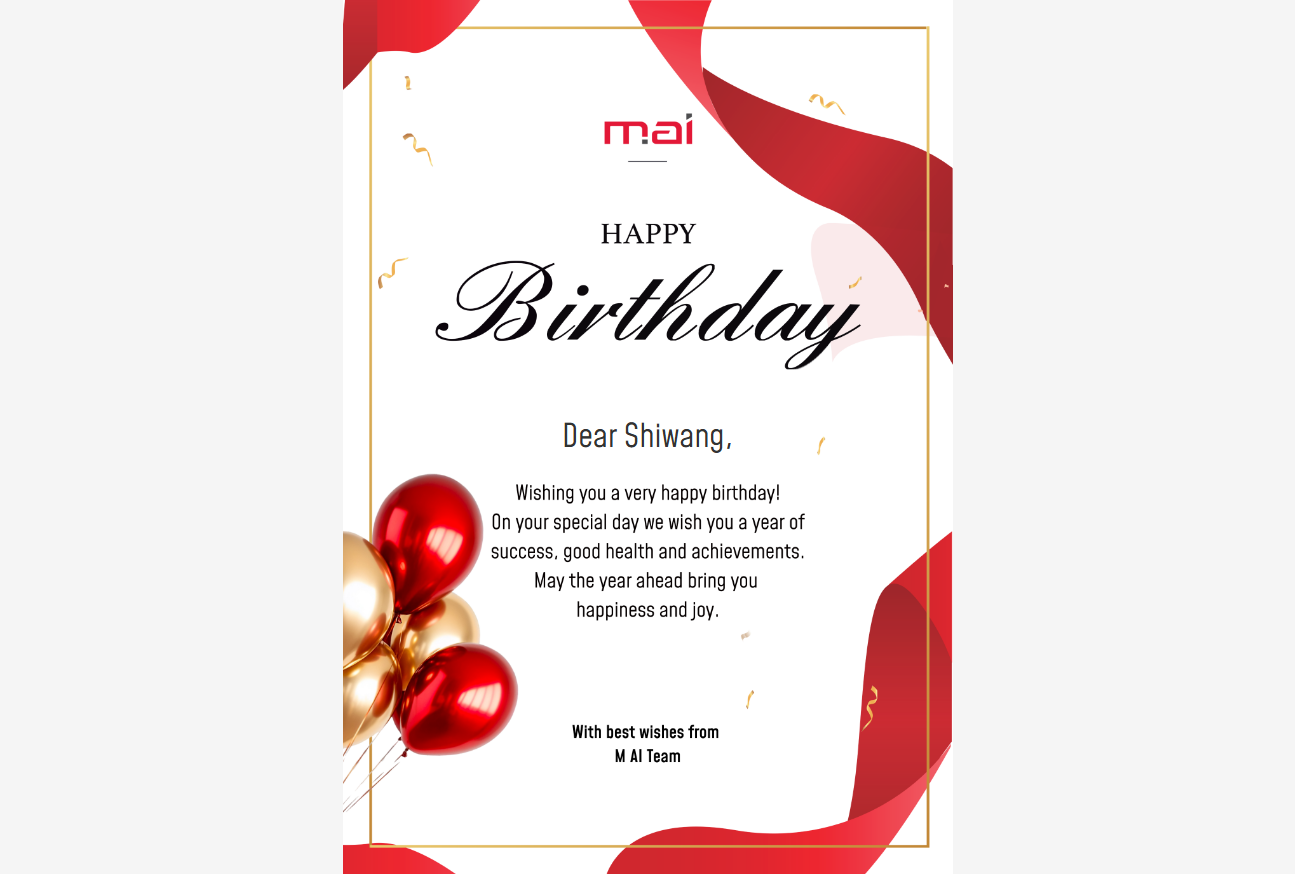 mai
HAPPY
Birthday
Dear Shiwang,
Wishing you a very happy birthday!
On your special day we wish you a year of
success, good health and achievements.
May the year ahead bring you
happiness and joy.
With best wishes from
M AI Team